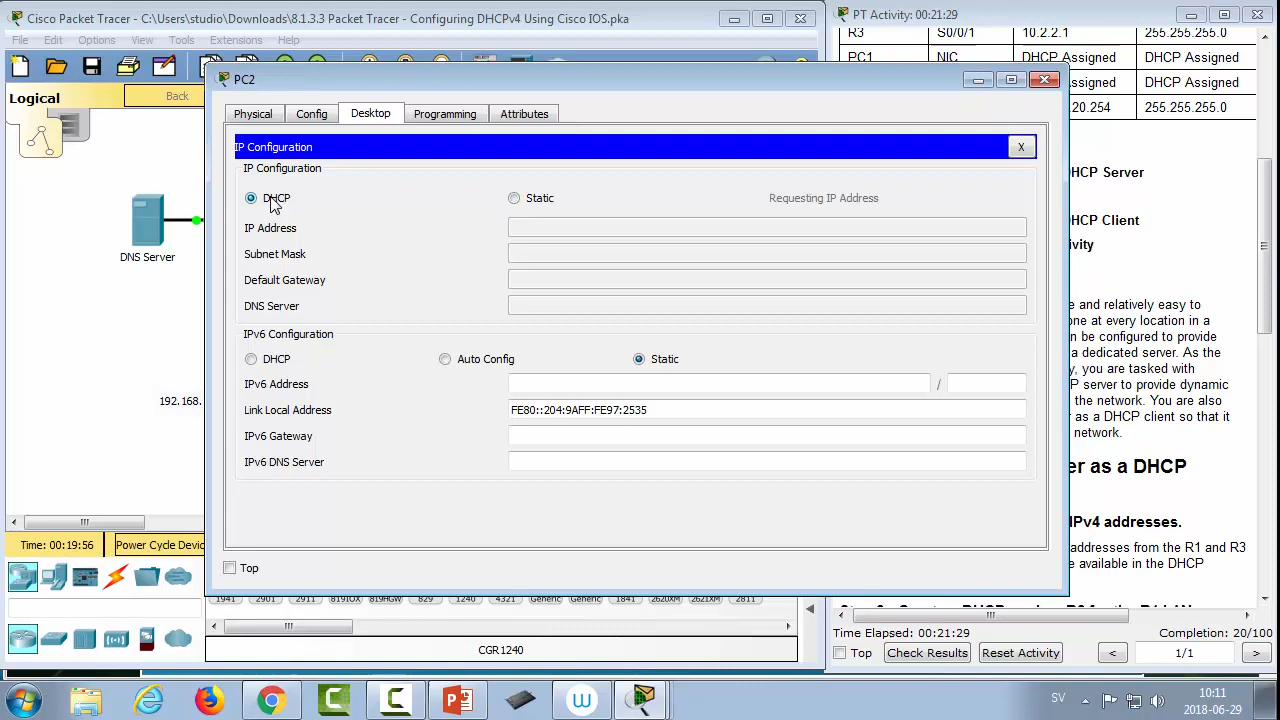 Cisco Packet Tracer - C:\Users\studio\Downloads\8.1.3.3 Packet Tracer - Configuring DHCPv4 Using Cisco IOS.pka
File Edit Options View Tools Extensions Help
Logical
Back
DNS Server
192.168.
Time: 00:19:56
Power Cycle Devic
PC2
Physical Config Desktop Programming Attributes
IP Configuration
X
IP Configuration
DHCP
Static
Requesting IP Address
IP Address
Subnet Mask
Default Gateway
DNS Server
IPv6 Configuration
DHCP
Auto Config
Static
IPv6 Address
/
Link Local Address
FE80::204:9AFF:FE97:2535
IPv6 Gateway
IPv6 DNS Server
Top
1941 2901 2911 819IOX 819HGW 829 1240 4321 Generic Generic 1841 2620XM 2621XM 2811
CGR1240
PT Activity: 00:21:29
R3 S0/0/1 10.2.2.1 255.255.255.0
PC1 NIC DHCP Assigned DHCP Assigned
DHCP Assigned DHCP Assigned
20.254 255.255.255.0
DHCP Server
DHCP Client
ivity
e and relatively easy to
one at every location in a
n be configured to provide
a dedicated server. As the
y, you are tasked with
P server to provide dynamic
the network. You are also
er as a DHCP client so that it
network.
er as a DHCP
IPv4 addresses.
addresses from the R1 and R3
e available in the DHCP
Time Elapsed: 00:21:29
Completion: 20/100
Top
Check Results
Reset Activity
<
1/1
>
SV
10:11
2018-06-29